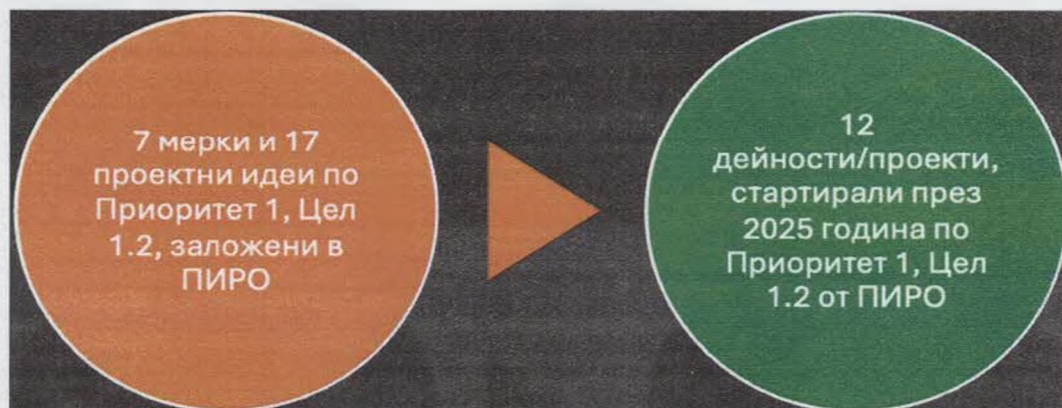 7 мерки и 17
проектни идеи по
Приоритет 1, Цел
1.2, заложени в
ПИРО
12
дейности/проекти,
стартирали през
2025 година по
Приоритет 1, Цел
1.2 от ПИРО